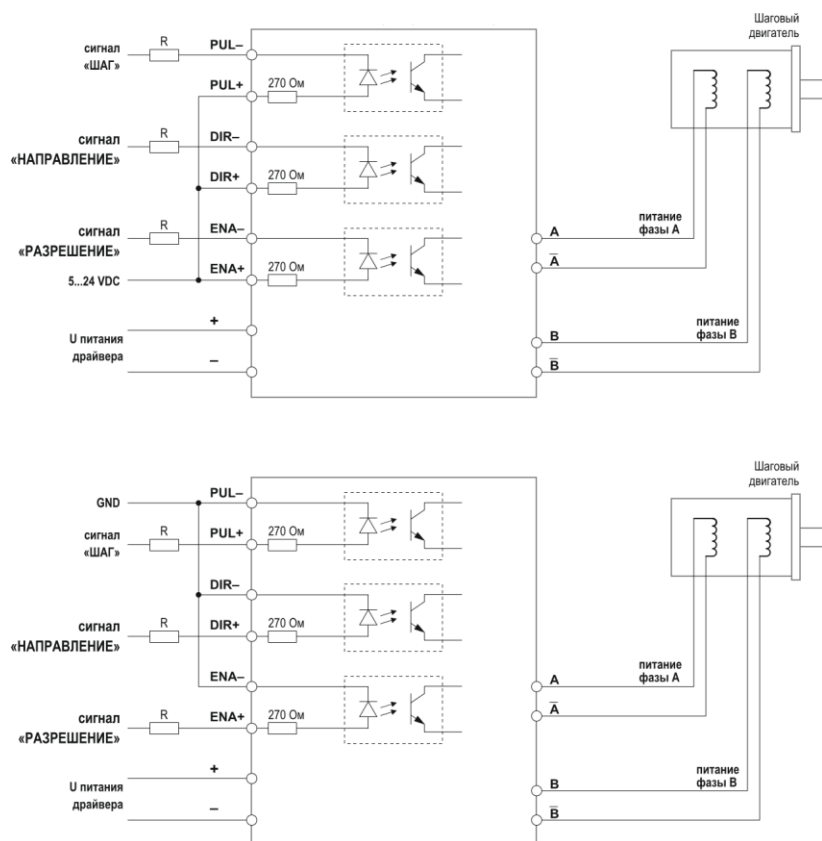 Шаговый
двигатель
сигнал
«ШАГ»
R
PUL–
PUL+
270 Ом
сигнал
«НАПРАВЛЕНИЕ»
R
DIR–
DIR+
270 Ом
сигнал
«РАЗРЕШЕНИЕ»
R
ENA–
5...24 VDC
ENA+
270 Ом
U питания
драйвера
+
–
A
A̅
питание
фазы A
B
B̅
питание
фазы B
Шаговый
двигатель
GND
PUL–
сигнал
«ШАГ»
R
PUL+
270 Ом
DIR–
сигнал
«НАПРАВЛЕНИЕ»
R
DIR+
270 Ом
ENA–
сигнал
«РАЗРЕШЕНИЕ»
R
ENA+
270 Ом
U питания
драйвера
+
–
A
A̅
питание
фазы A
B
B̅
питание
фазы B